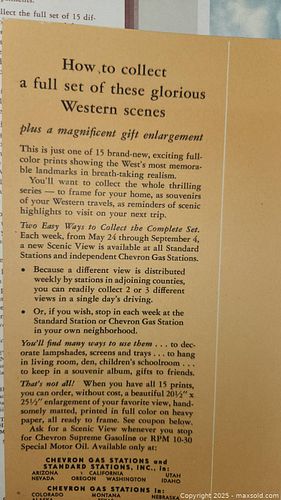 llect the full set of 15 dif-
How to collect
a full set of these glorious
Western scenes
plus a magnificent gift enlargement
This is just one of 15 brand-new, exciting full-
color prints showing the West's most memora-
ble landmarks in breath-taking realism.
You'll want to collect the whole thrilling
series — to frame for your home, as souvenirs
of your Western travels, as reminders of scenic
highlights to visit on your next trip.
Two Easy Ways to Collect the Complete Set.
Each week, from May 24 through September 4,
a new Scenic View is available at all Standard
Stations and independent Chevron Gas Stations.
• Because a different view is distributed
weekly by stations in adjoining counties,
you can readily collect 2 or 3 different
views in a single day's driving.
• Or, if you wish, stop in each week at the
Standard Station or Chevron Gas Station
in your own neighborhood.
You'll find many ways to use them . . . to dec-
orate lampshades, screens and trays . . . to hang
in living room, den, children's schoolroom . . .
to keep in a souvenir album, gifts to friends.
That's not all! When you have all 15 prints,
you can order, without cost, a beautiful 20½" x
25½" enlargement of your favorite view, hand-
somely matted, printed in full color on heavy
paper, all ready to frame. See coupon below.
Ask for a Scenic View whenever you stop
for Chevron Supreme Gasoline or RPM 10-30
Special Motor Oil. Available only at:
CHEVRON GAS STATIONS and
STANDARD STATIONS, INC., in:
ARIZONA CALIFORNIA UTAH
NEVADA OREGON WASHINGTON IDAHO
CHEVRON GAS STATIONS in:
COLORADO MONTANA NEBRASKA
Copyright 2025 - maxsold.com